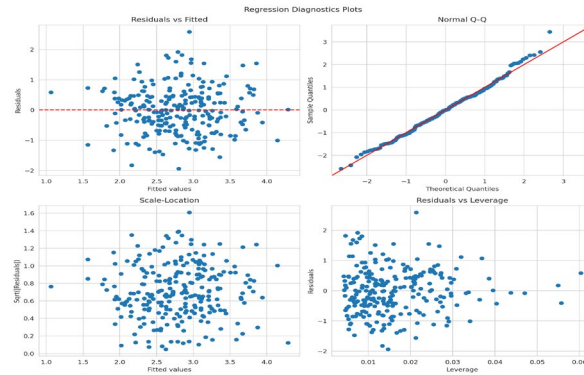 Regression Diagnostics Plots
Residuals vs Fitted
Residuals
2
1
0
−1
−2
1.0 1.5 2.0 2.5 3.0 3.5 4.0
Fitted values
Normal Q-Q
Sample Quantiles
3
2
1
0
−1
−2
−2 −1 0 1 2 3
Theoretical Quantiles
Scale-Location
Sqrt(|Residuals|)
1.6
1.4
1.2
1.0
0.8
0.6
0.4
0.2
0.0
1.0 1.5 2.0 2.5 3.0 3.5 4.0
Fitted values
Residuals vs Leverage
Residuals
2
1
0
−1
−2
0.01 0.02 0.03 0.04 0.05
Leverage